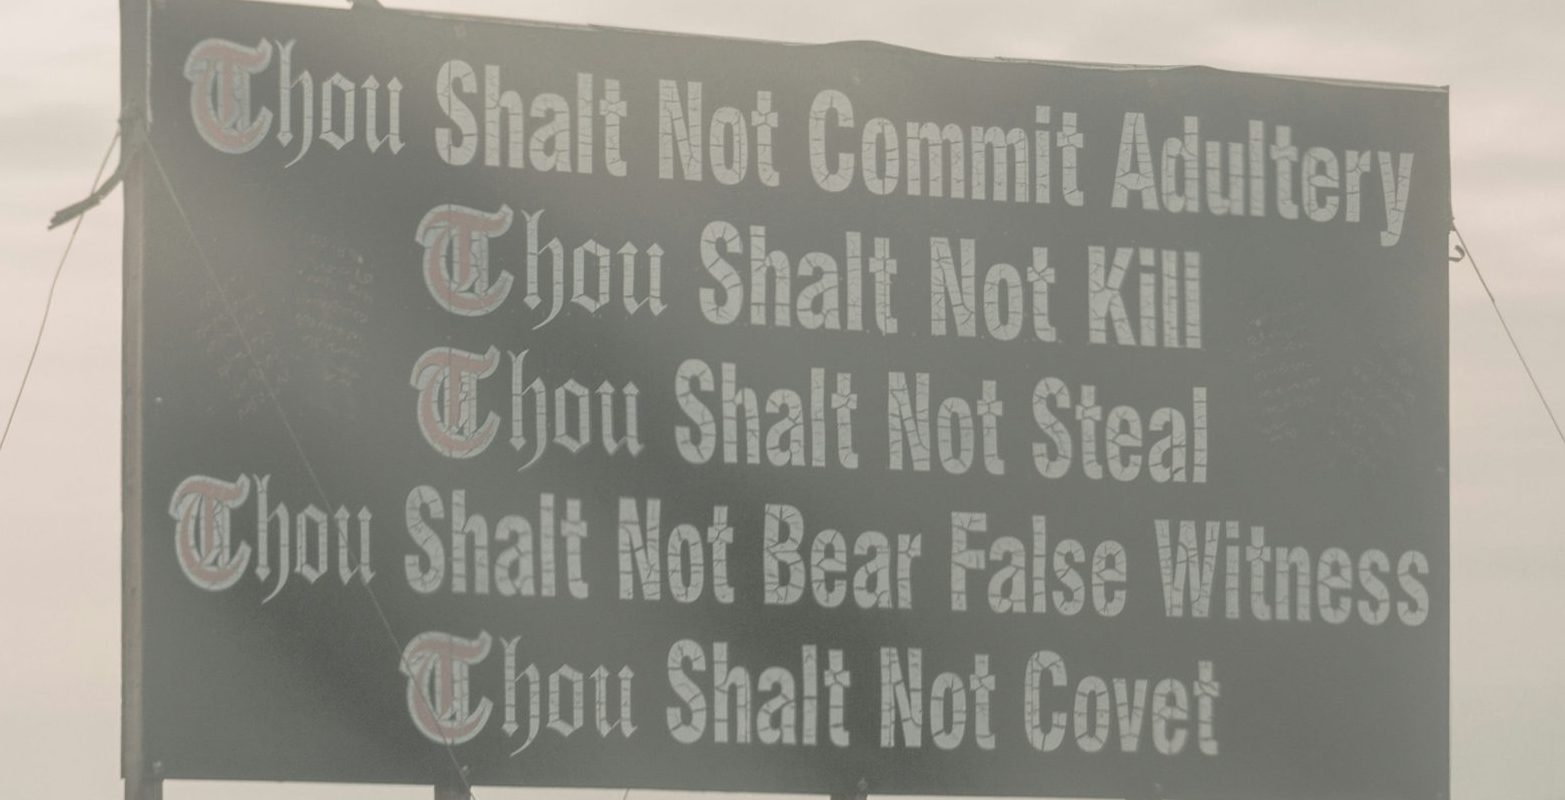 Thou Shalt Not Commit Adultery
Thou Shalt Not Kill
Thou Shalt Not Steal
Thou Shalt Not Bear False Witness
Thou Shalt Not Covet